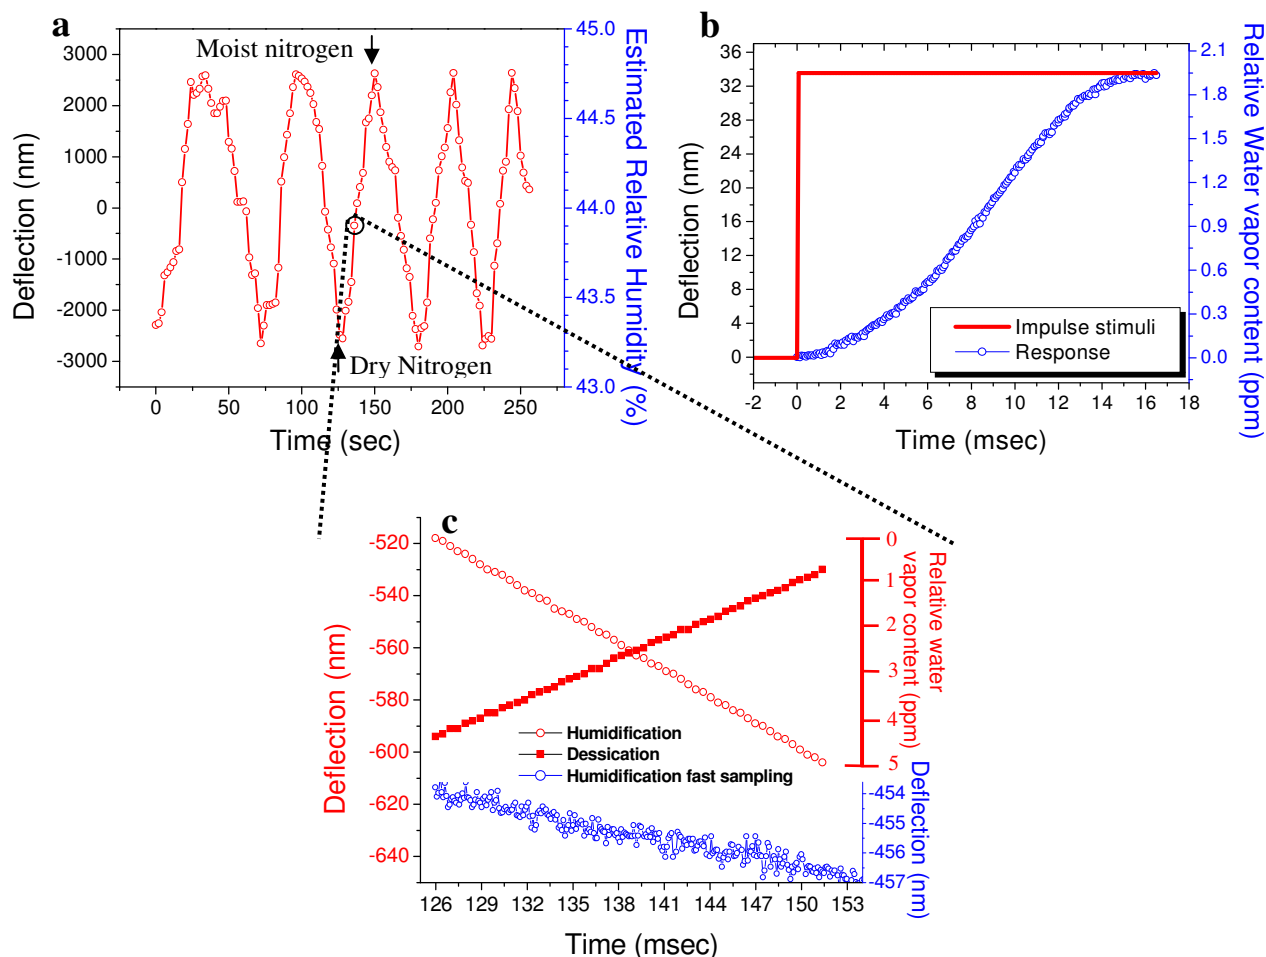 a
Moist nitrogen
Dry Nitrogen
Deflection (nm)
3000
2000
1000
0
-1000
-2000
-3000
0 50 100 150 200 250
Time (sec)
45.0
44.5
44.0
43.5
43.0
Estimated Relative Humidity (%)
b
Deflection (nm)
36
32
28
24
20
16
12
8
4
0
-2 0 2 4 6 8 10 12 14 16 18
Time (msec)
2.1
1.8
1.5
1.2
0.9
0.6
0.3
0.0
Relative Water vapor content (ppm)
Impulse stimuli
Response
c
Deflection (nm)
-520
-540
-560
-580
-600
-620
-640
126 129 132 135 138 141 144 147 150 153
Time (msec)
0
1
2
3
4
5
Relative water
vapor content (ppm)
Humidification
Dessication
Humidification fast sampling
-454
-455
-456
-457
Deflection (nm)